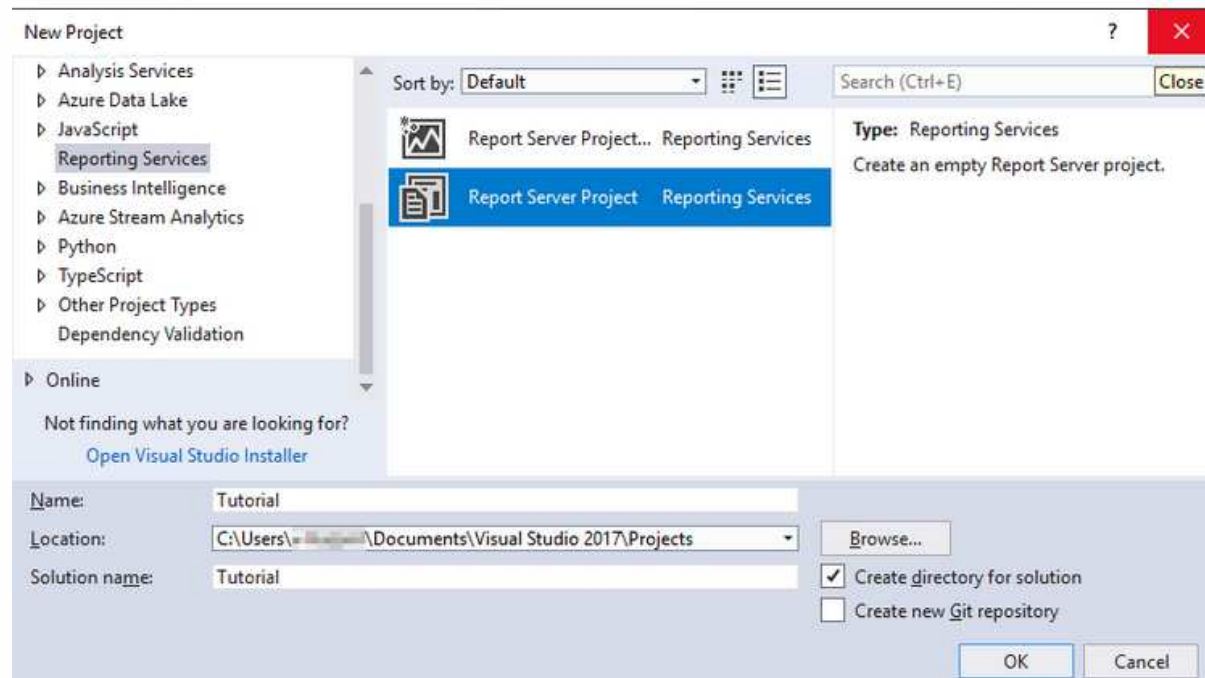 New Project
?
Analysis Services
Azure Data Lake
JavaScript
Reporting Services
Business Intelligence
Azure Stream Analytics
Python
TypeScript
Other Project Types
Dependency Validation
Online
Not finding what you are looking for?
Open Visual Studio Installer
Sort by: Default
Report Server Project... Reporting Services
Report Server Project Reporting Services
Search (Ctrl+E)
Close
Type: Reporting Services
Create an empty Report Server project.
Name: Tutorial
Location: C:\Users\ \Documents\Visual Studio 2017\Projects
Browse...
Solution name: Tutorial
Create directory for solution
Create new Git repository
OK Cancel